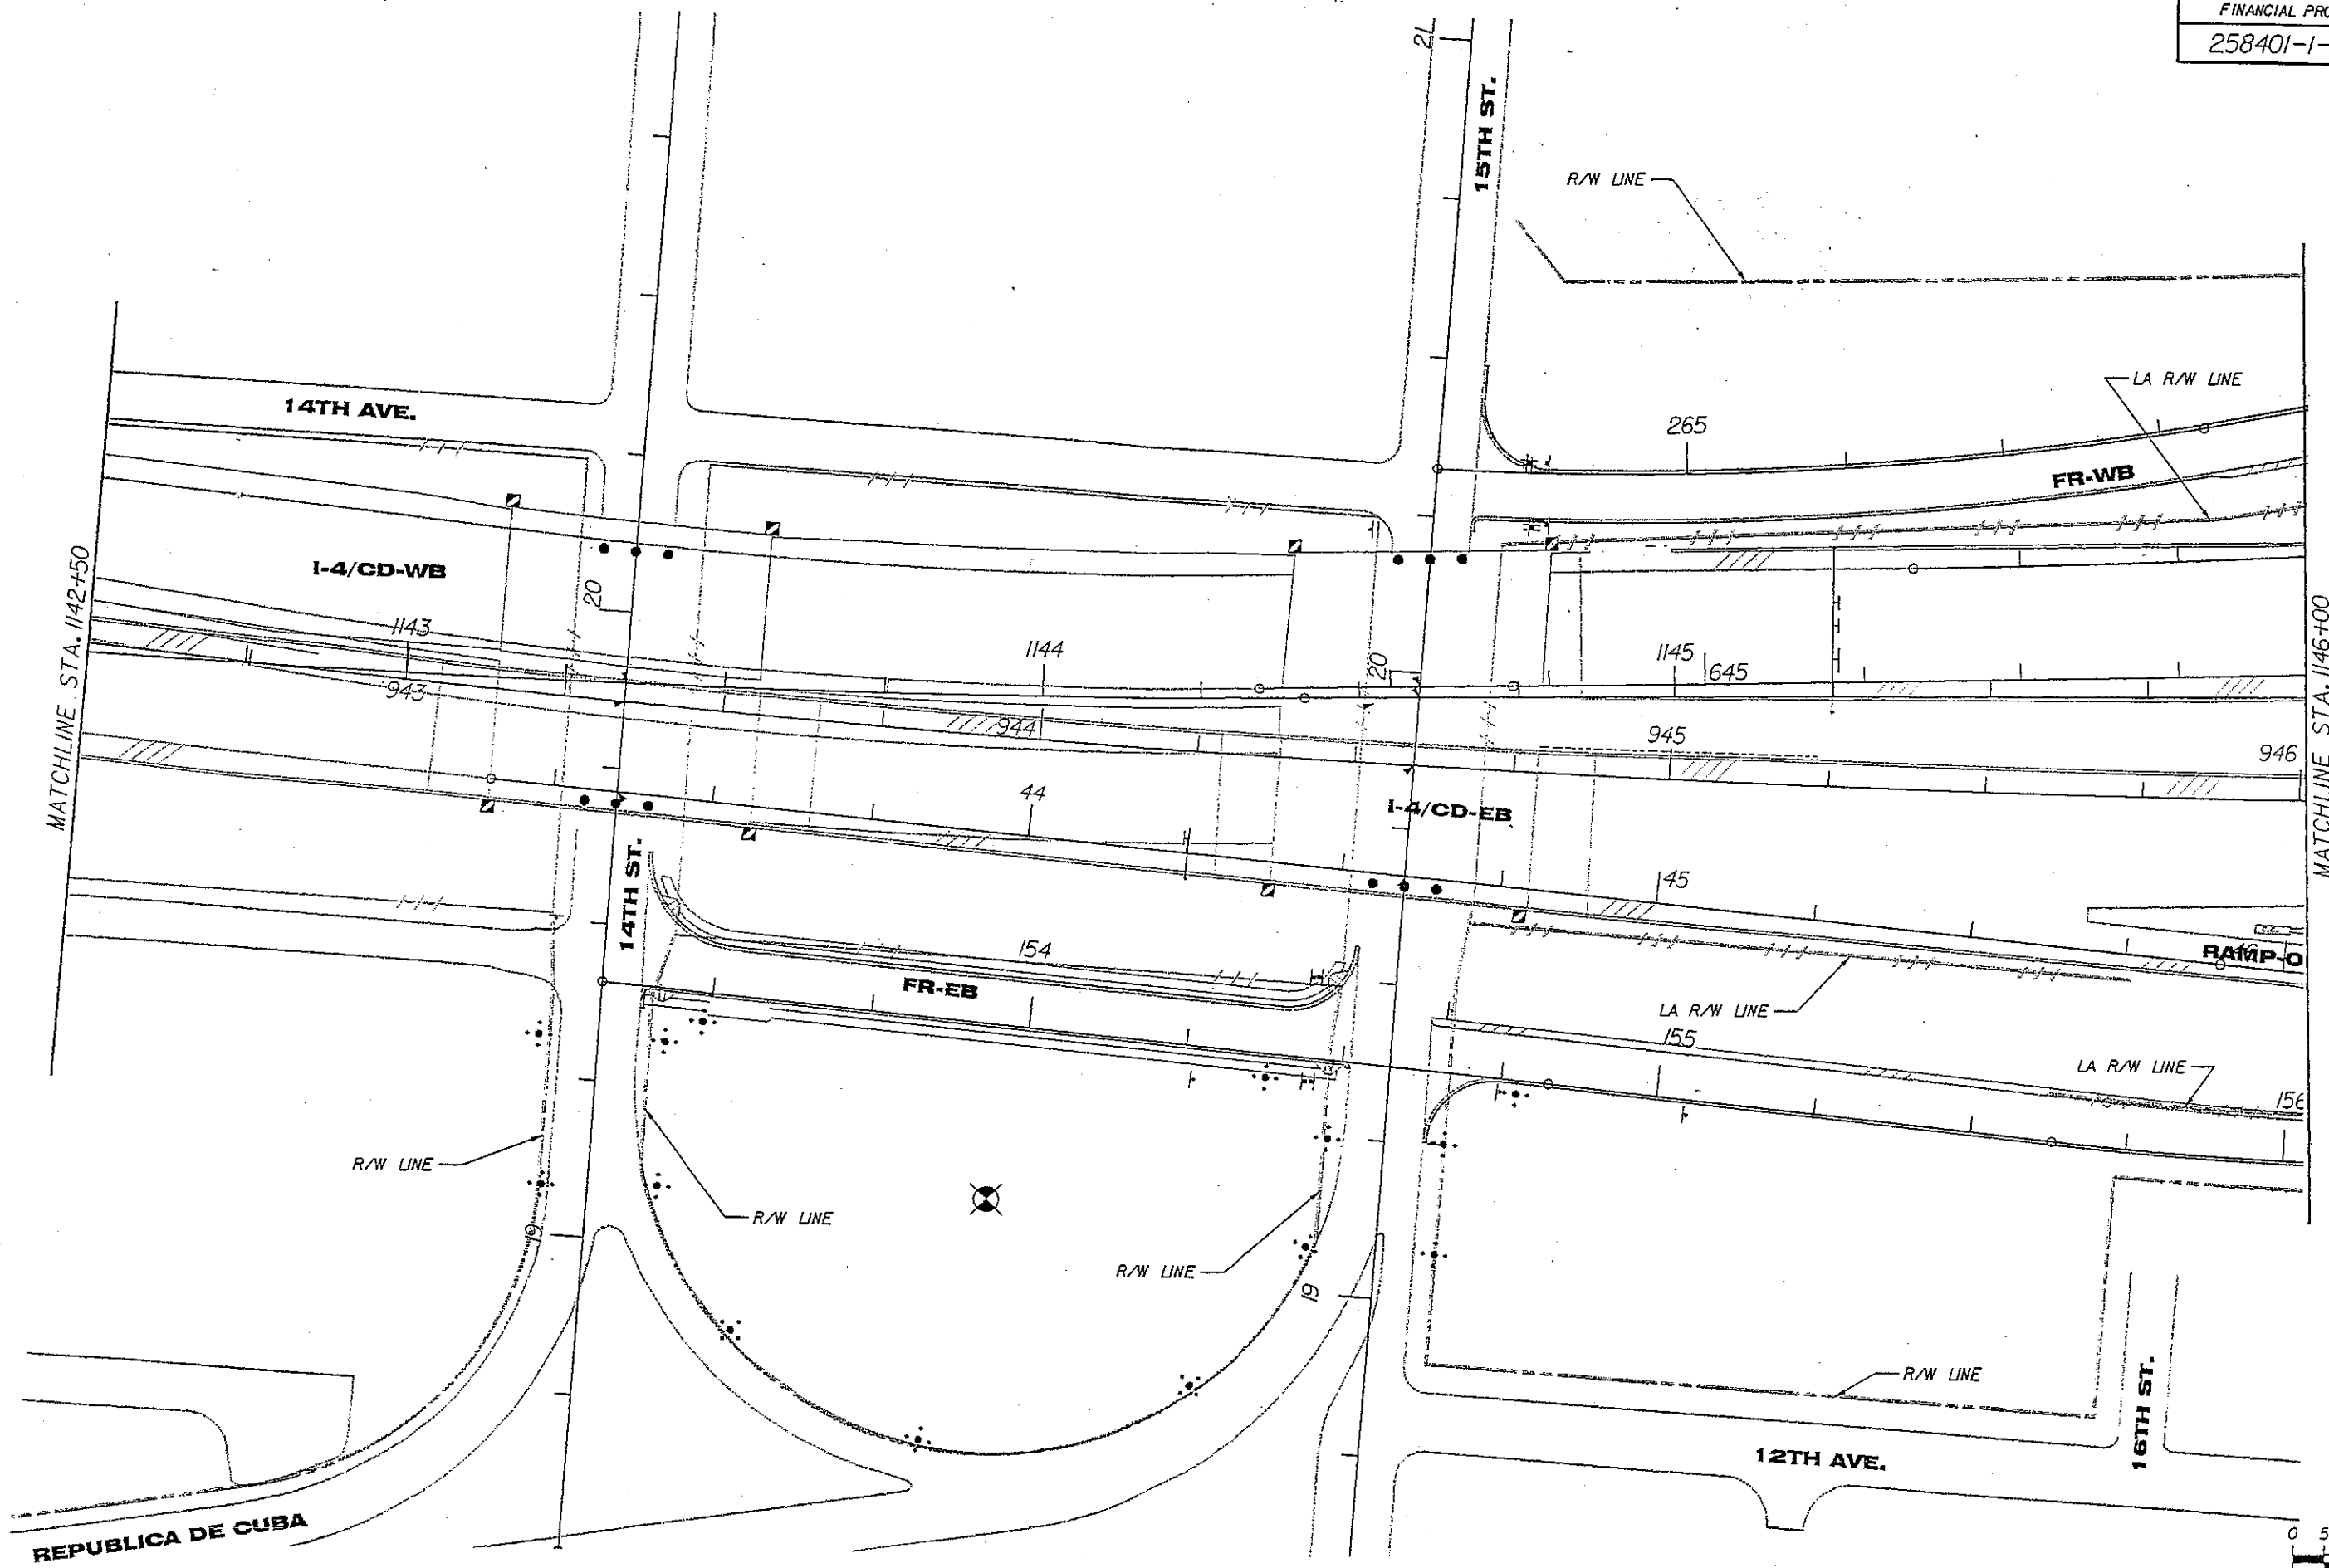 FINANCIAL PRO
258401-1-
21
15TH ST.
R/W LINE
LA R/W LINE
14TH AVE.
265
FR-WB
MATCHLINE STA. 1142+50
I-4/CD-WB
20
1143
943
1144
944
20
1145
645
945
946
MATCHLINE STA. 1146+00
44
I-4/CD-EB
14TH ST.
45
154
FR-EB
RAMP-O
LA R/W LINE
155
LA R/W LINE
156
R/W LINE
R/W LINE
R/W LINE
19
19
R/W LINE
12TH AVE.
16TH ST.
REPUBLICA DE CUBA
0 5